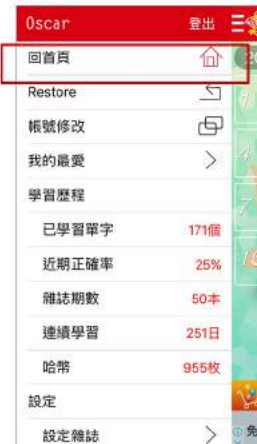 Oscar 登出
回首頁
Restore
帳號修改
我的最愛
學習歷程
已學習單字 171個
近期正確率 25%
雜誌期數 50本
連續學習 251日
哈幣 955枚
設定
設定雜誌
免